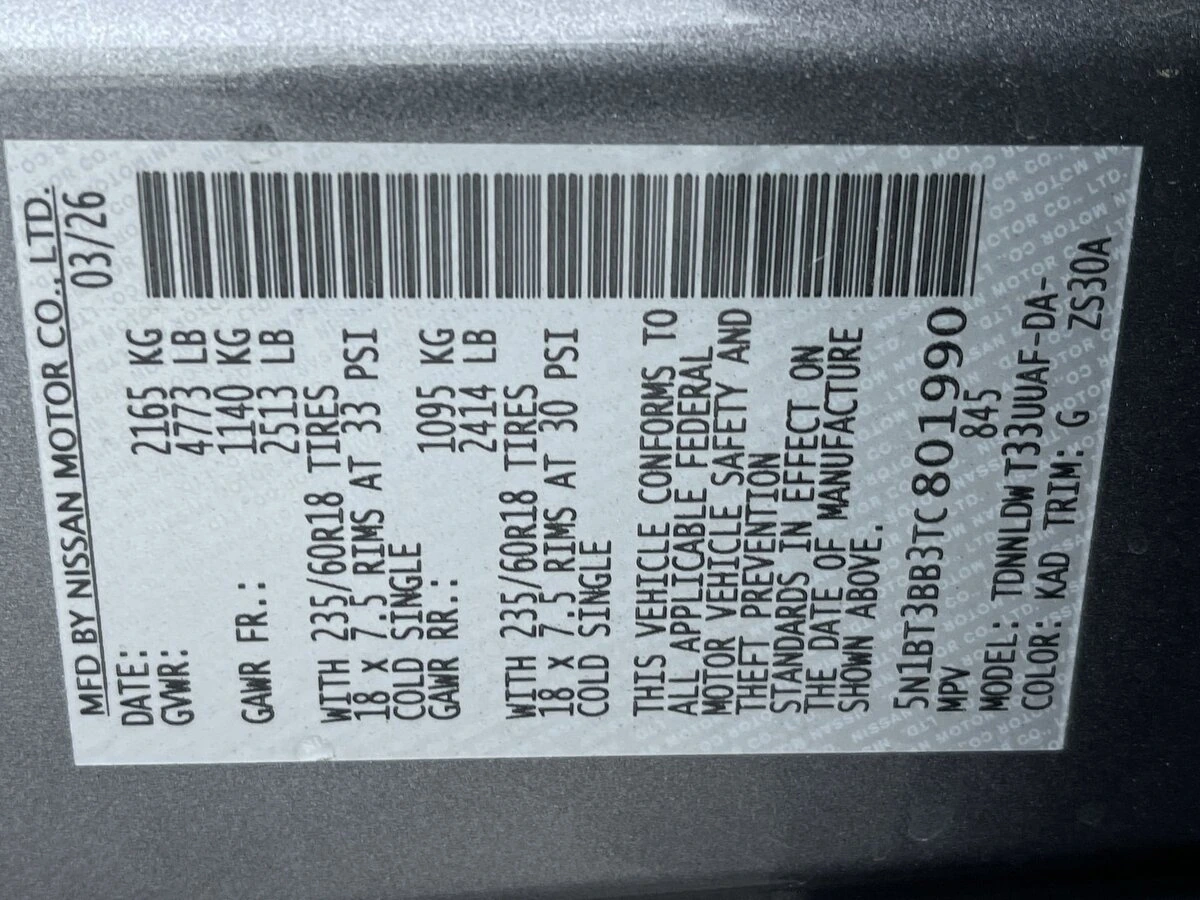 MFD BY NISSAN MOTOR CO., LTD.
DATE: 03/26
GVWR: 2165 KG
4773 LB
GAWR FR.: 1140 KG
2513 LB
WITH 235/60R18 TIRES
18 X 7.5 RIMS AT 33 PSI
COLD SINGLE
GAWR RR.: 1095 KG
2414 LB
WITH 235/60R18 TIRES
18 X 7.5 RIMS AT 30 PSI
COLD SINGLE
THIS VEHICLE CONFORMS TO
ALL APPLICABLE FEDERAL
MOTOR VEHICLE SAFETY AND
THEFT PREVENTION
STANDARDS IN EFFECT ON
THE DATE OF MANUFACTURE
SHOWN ABOVE.
5N1BT3BB3TC801990
MPV 845
MODEL: TDNNLDW T33UUAF-DA-
COLOR: KAD TRIM: G ZS30A